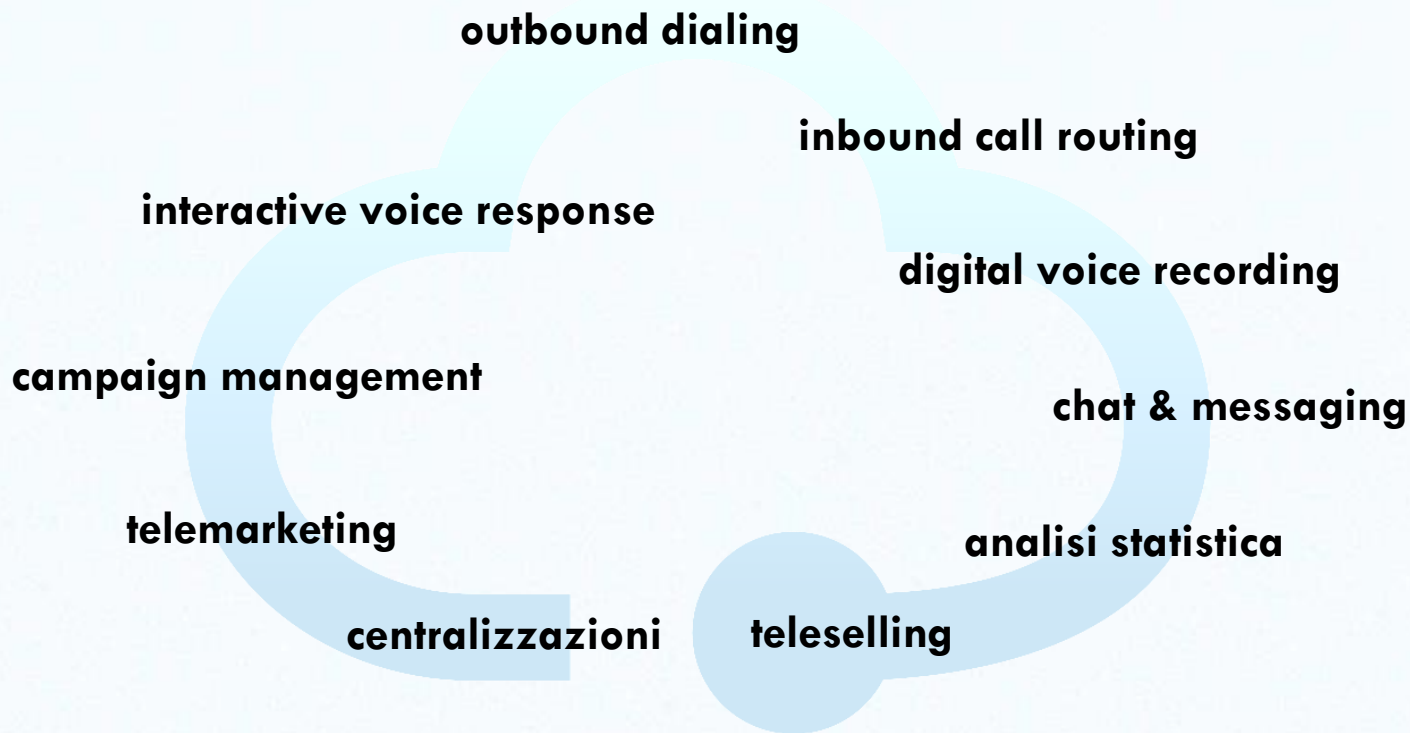 outbound dialing
inbound call routing
interactive voice response
digital voice recording
campaign management
chat & messaging
telemarketing
analisi statistica
centralizzazioni
teleselling